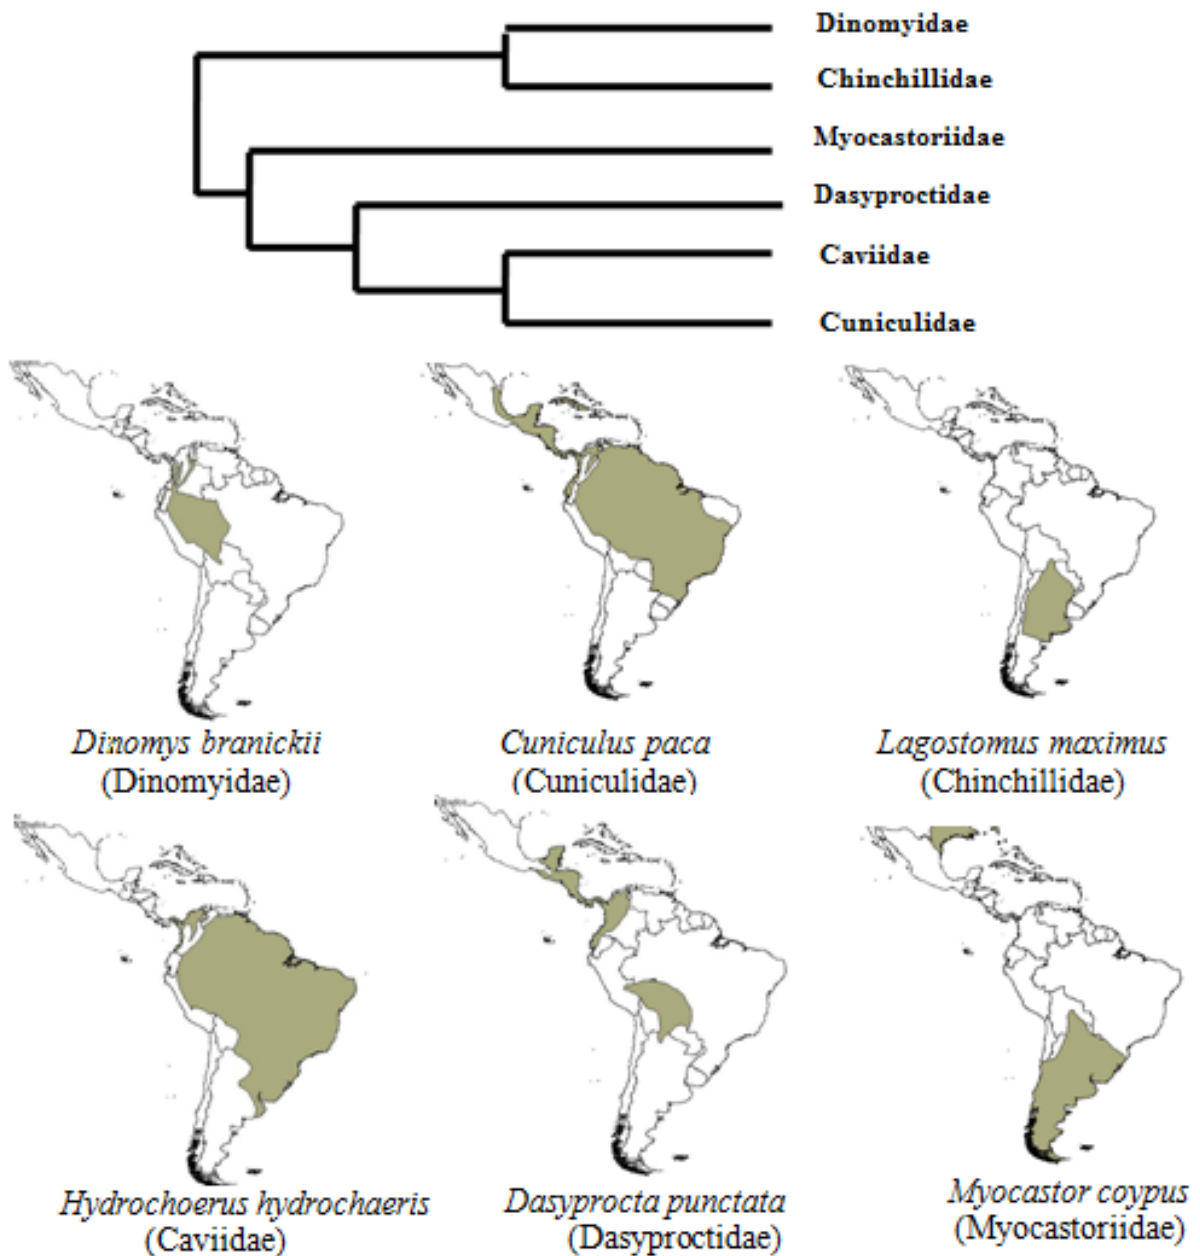 Dinomyidae
Chinchillidae
Myocastoriidae
Dasyproctidae
Caviidae
Cuniculidae
Dinomys branickii
(Dinomyidae)
Cuniculus paca
(Cuniculidae)
Lagostomus maximus
(Chinchillidae)
Hydrochoerus hydrochaeris
(Caviidae)
Dasyprocta punctata
(Dasyproctidae)
Myocastor coypus
(Myocastoriidae)